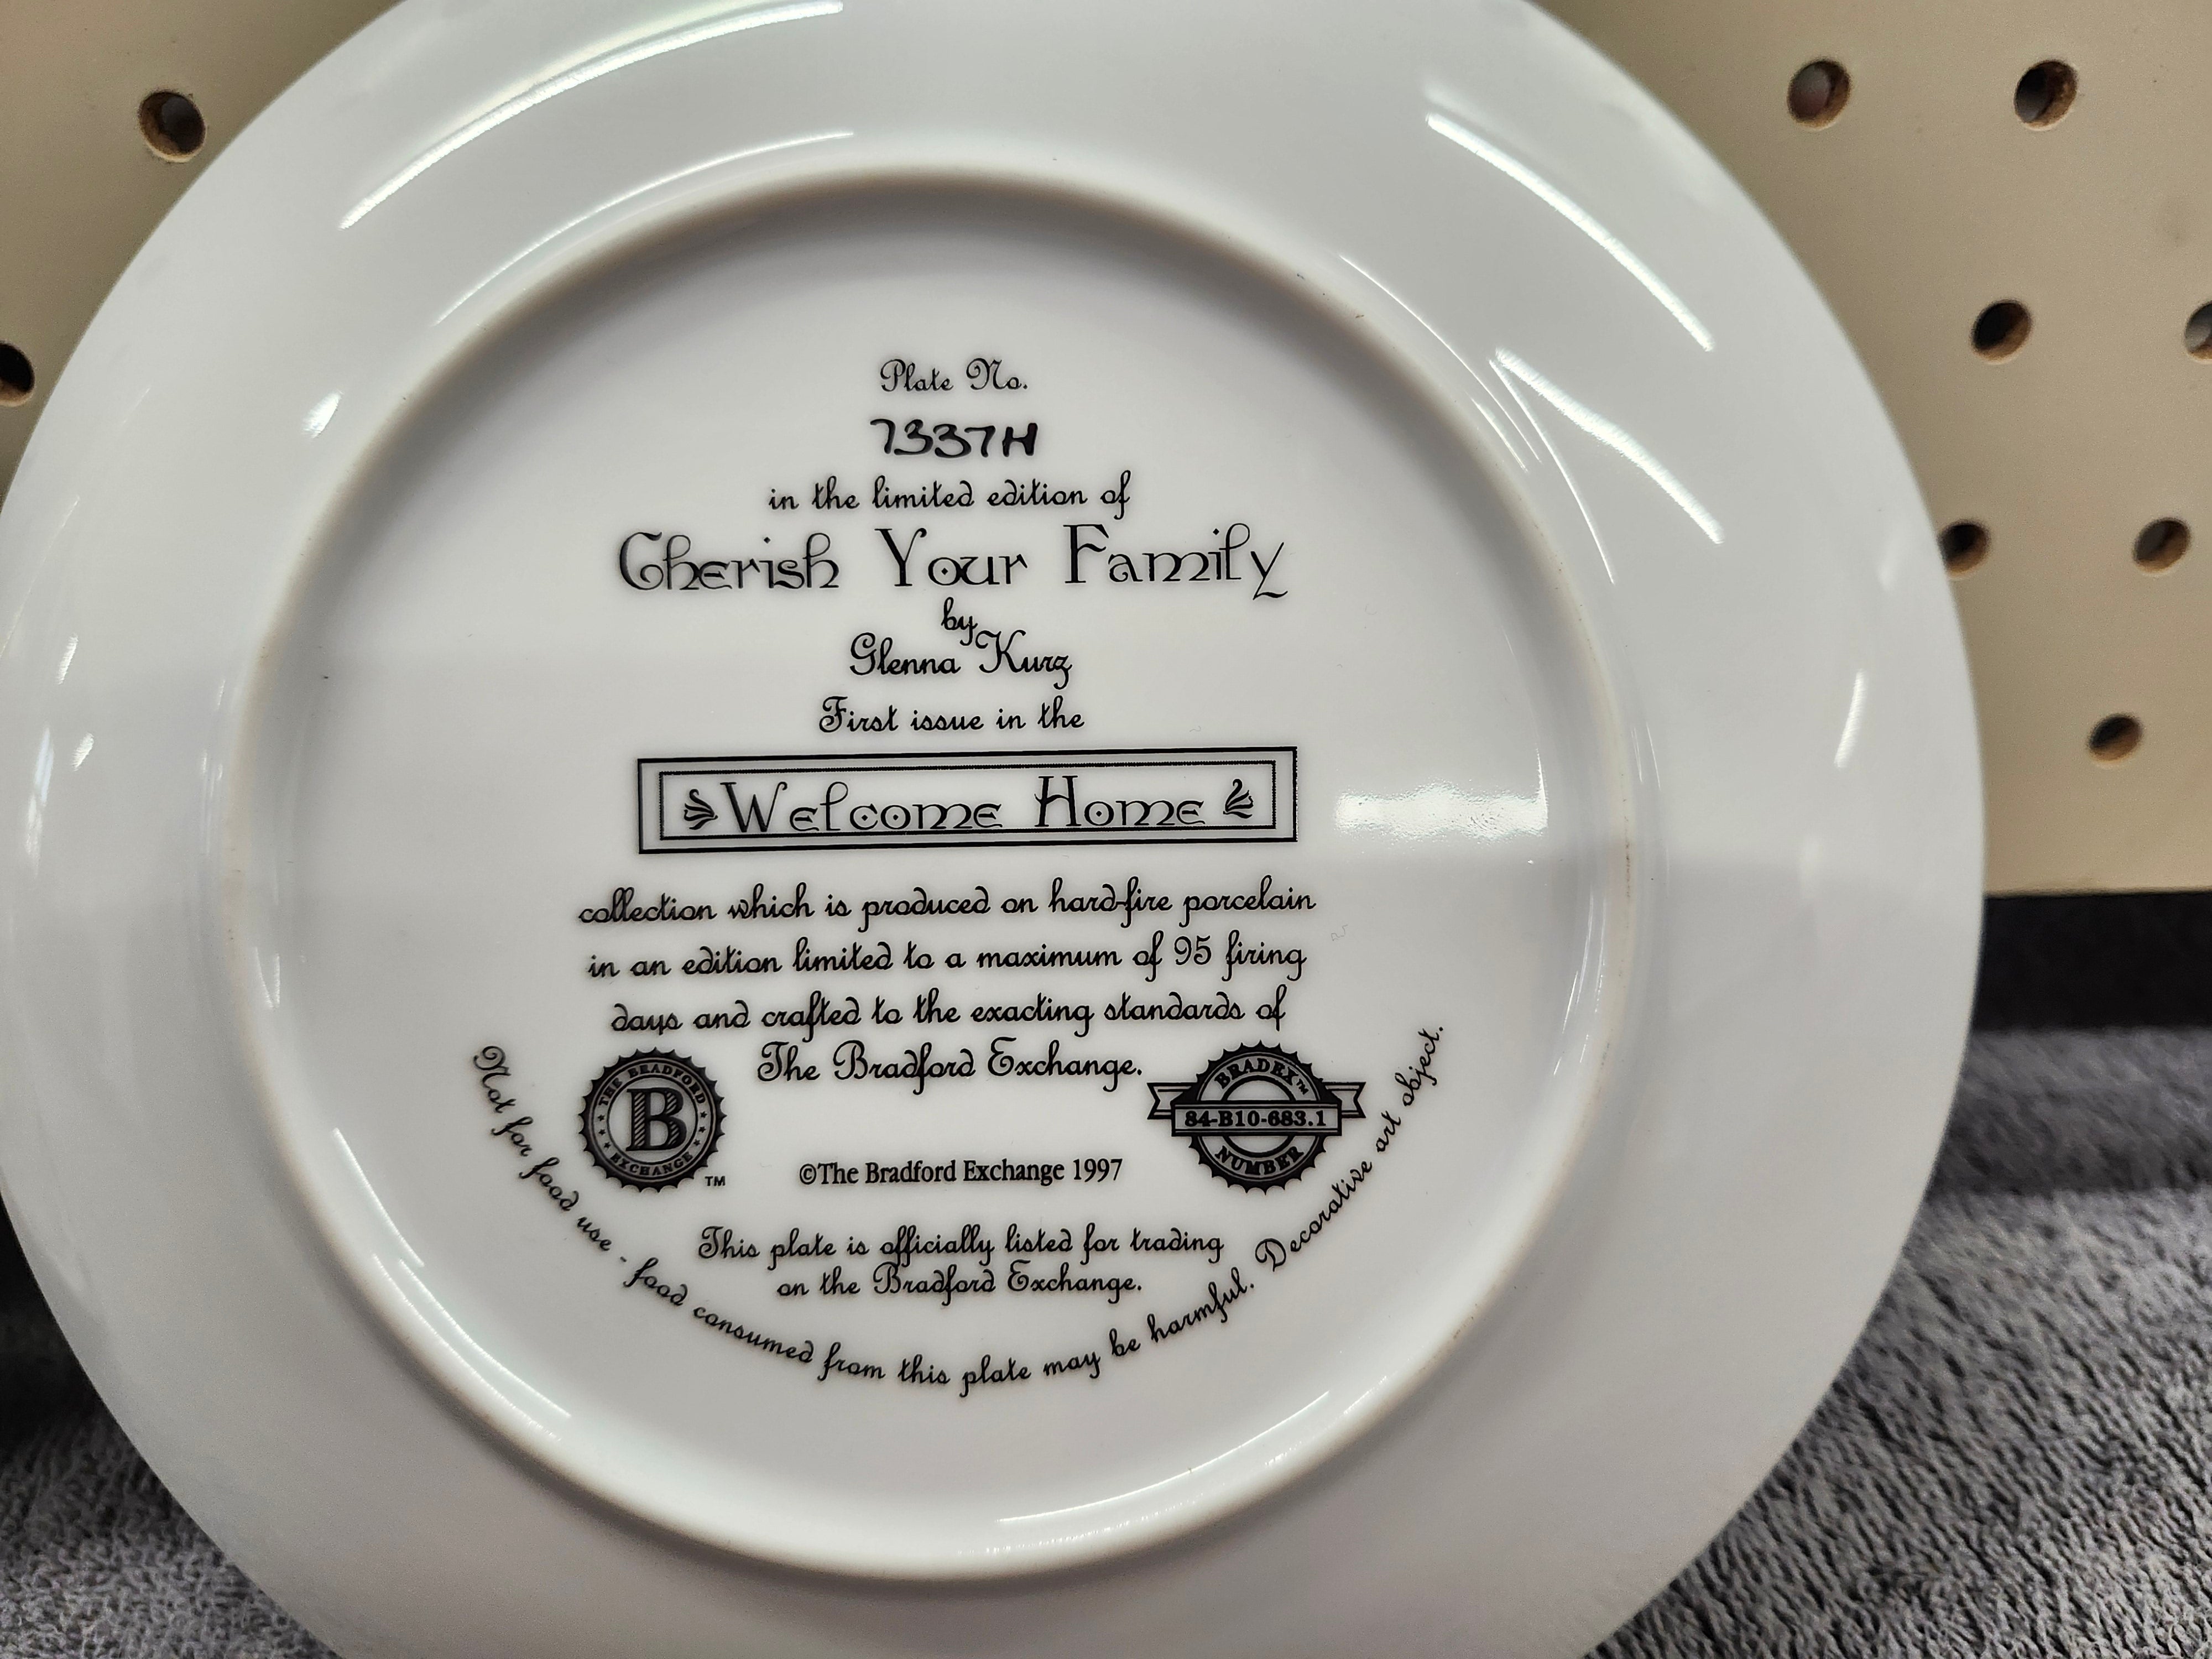 Plate No.
7337H
in the limited edition of
Cherish Your Family
by
Glenna Kurz
First issue in the
Welcome Home
collection which is produced on hard-fire porcelain
in an edition limited to a maximum of 95 firing
days and crafted to the exacting standards of
The Bradford Exchange.
THE BRADFORD
B
EXCHANGE
TM
BRADEX™
84-B10-683.1
NUMBER
©The Bradford Exchange 1997
This plate is officially listed for trading
on the Bradford Exchange.
Not for food use - food consumed from this plate may be harmful. Decorative art object.